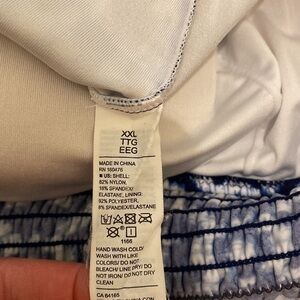 XXL
TTG
EEG
MADE IN CHINA
RN 150475
US: SHELL:
82% NYLON,
18% SPANDEX/
ELASTANE, LINING:
92% POLYESTER,
8% SPANDEX/ELASTANE
1156
HAND WASH COLD/
WASH WITH LIKE
COLORS/ DO NOT
BLEACH/ LINE DRY/ DO
NOT IRON/ DO NOT DRY
CLEAN
CA 64165